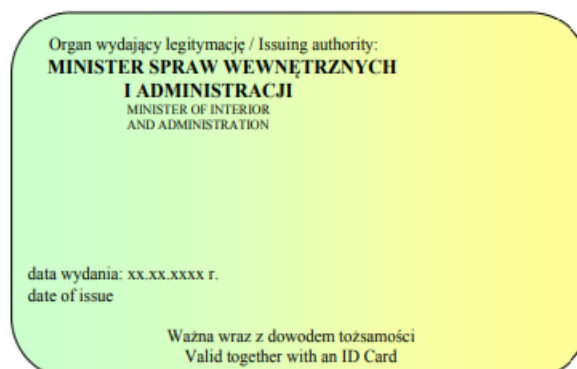 Organ wydający legitymację / Issuing authority:
MINISTER SPRAW WEWNĘTRZNYCH
I ADMINISTRACJI
MINISTER OF INTERIOR
AND ADMINISTRATION
data wydania: xx.xx.xxxx r.
date of issue
Ważna wraz z dowodem tożsamości
Valid together with an ID Card